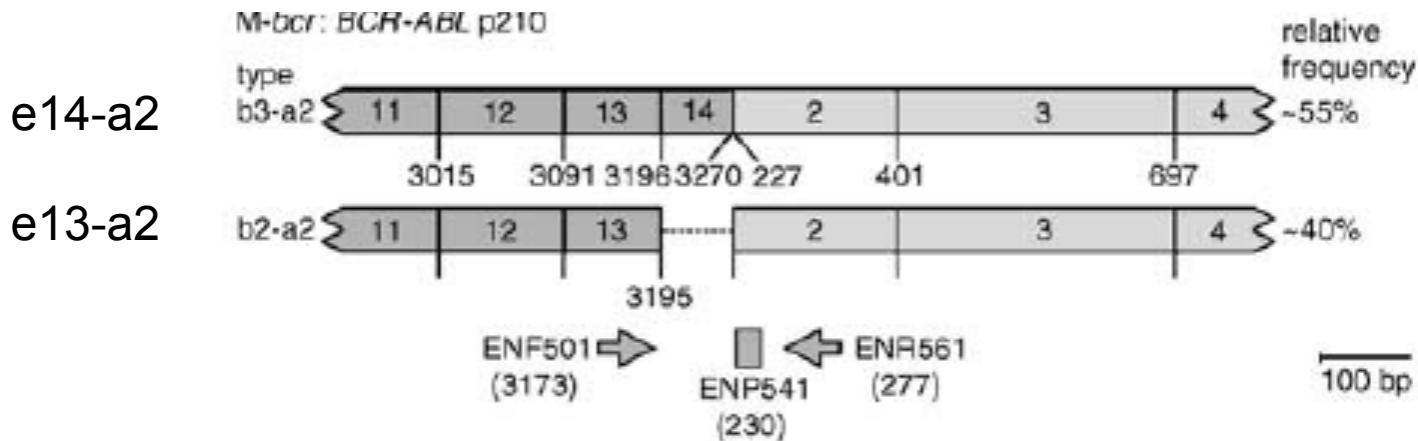 M-bcr: BCR-ABL p210
relative
frequency
type
e14-a2 b3-a2 11 12 13 14 2 3 4 ~55%
3015 3091 3196 3270 227 401 697
e13-a2 b2-a2 11 12 13 2 3 4 ~40%
3195
ENF501 ENR561
(3173) ENP541 (277) 100 bp
(230)